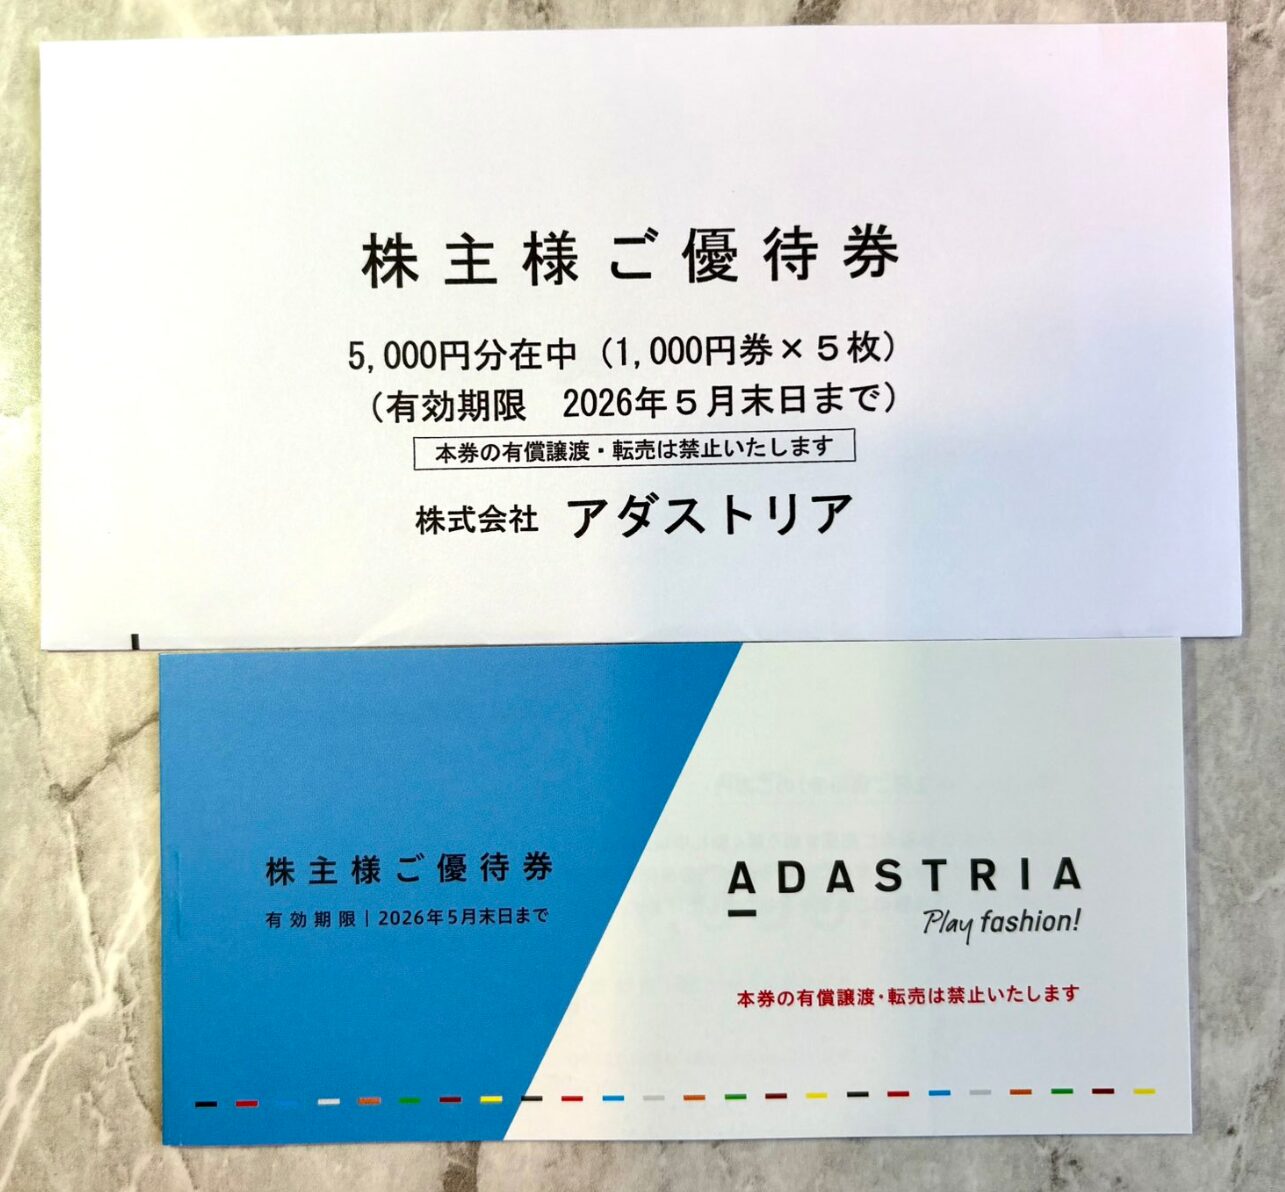 株主様ご優待券
5,000円分在中（1,000円券×５枚）
（有効期限　2026年５月末日まで）
本券の有償譲渡・転売は禁止いたします
株式会社 アダストリア
株主様ご優待券
有効期限｜2026年5月末日まで
ADASTRIA
Play fashion!
本券の有償譲渡・転売は禁止いたします